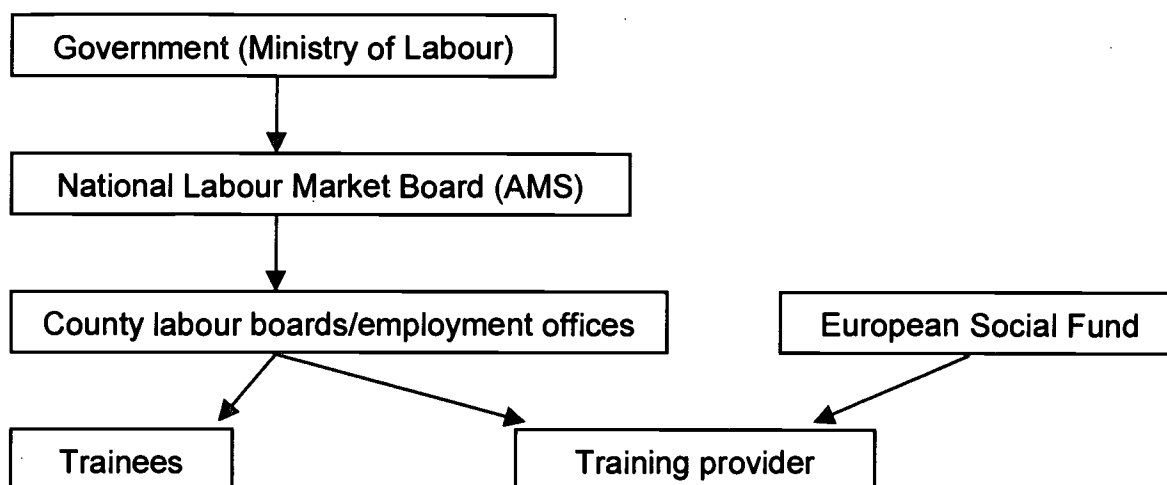 Government (Ministry of Labour)
National Labour Market Board (AMS)
County labour boards/employment offices
European Social Fund
Trainees
Training provider